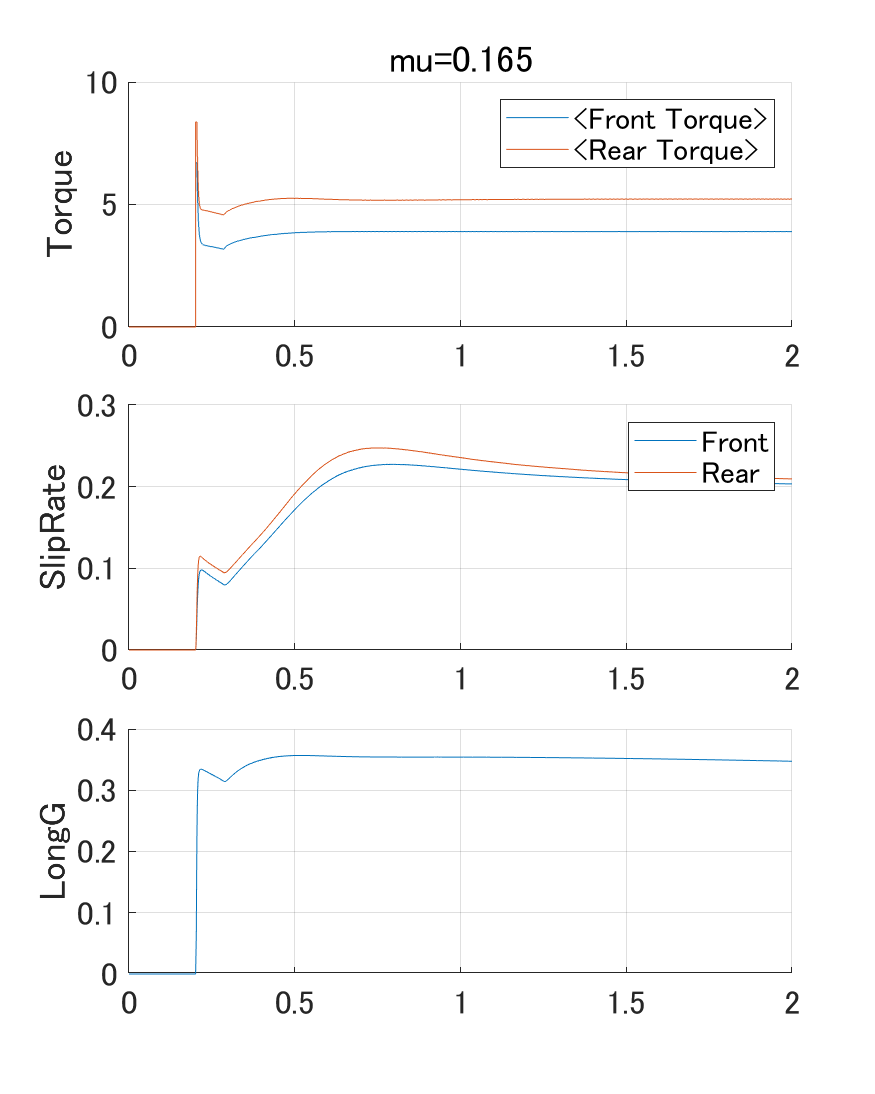 mu=0.165
10
5
0
Torque
<Front Torque>
<Rear Torque>
0 0.5 1 1.5 2
0.3
0.2
0.1
0
SlipRate
Front
Rear
0 0.5 1 1.5 2
0.4
0.3
0.2
0.1
0
LongG
0 0.5 1 1.5 2